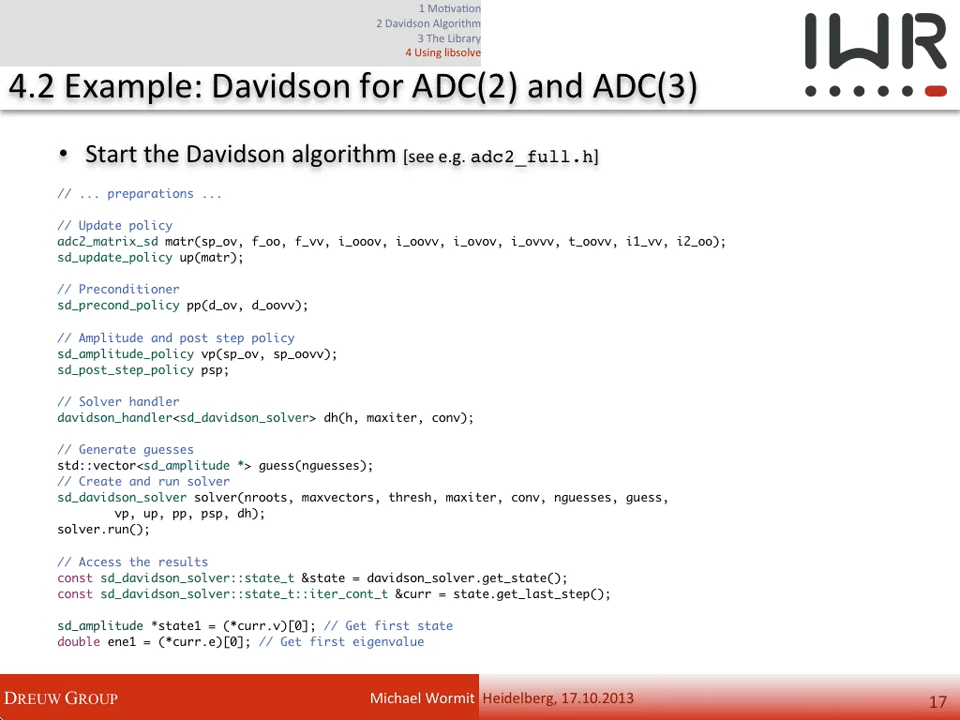 1 Motivation
2 Davidson Algorithm
3 The Library
4 Using libsolve
IWR
4.2 Example: Davidson for ADC(2) and ADC(3)
• Start the Davidson algorithm [see e.g. adc2_full.h]
// ... preparations ...
// Update policy
adc2_matrix_sd matr(sp_ov, f_oo, f_vv, i_ooov, i_oovv, i_ovov, i_ovvv, t_oovv, i1_vv, i2_oo);
sd_update_policy up(matr);
// Preconditioner
sd_precond_policy pp(d_ov, d_oovv);
// Amplitude and post step policy
sd_amplitude_policy vp(sp_ov, sp_oovv);
sd_post_step_policy psp;
// Solver handler
davidson_handler<sd_davidson_solver> dh(h, maxiter, conv);
// Generate guesses
std::vector<sd_amplitude *> guess(nguesses);
// Create and run solver
sd_davidson_solver solver(nroots, maxvectors, thresh, maxiter, conv, nguesses, guess,
vp, up, pp, psp, dh);
solver.run();
// Access the results
const sd_davidson_solver::state_t &state = davidson_solver.get_state();
const sd_davidson_solver::state_t::iter_cont_t &curr = state.get_last_step();
sd_amplitude *state1 = (*curr.v)[0]; // Get first state
double ene1 = (*curr.e)[0]; // Get first eigenvalue
DREUW GROUP
Michael Wormit Heidelberg, 17.10.2013
17